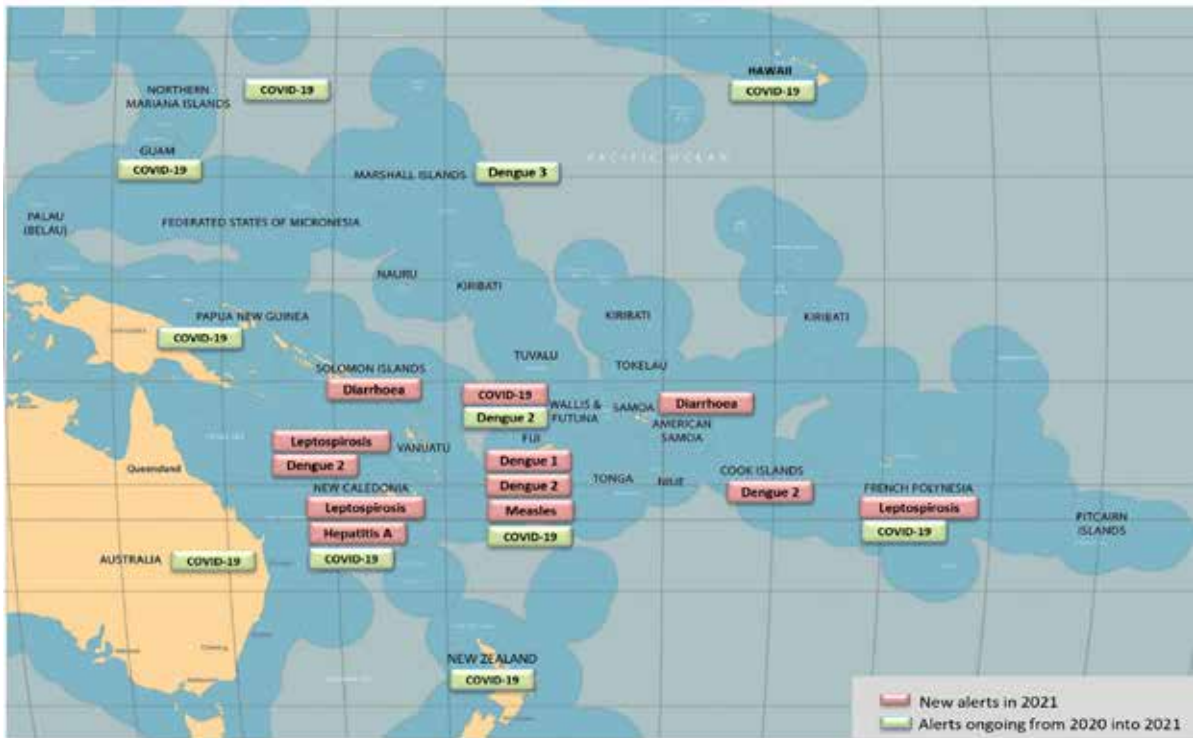 HAWAII
COVID-19
NORTHERN
MARIANA ISLANDS
COVID-19
GUAM
COVID-19
PACIFIC OCEAN
MARSHALL ISLANDS
Dengue 3
PALAU
(BELAU)
FEDERATED STATES OF MICRONESIA
NAURU
KIRIBATI
KIRIBATI
KIRIBATI
PAPUA NEW GUINEA
COVID-19
TUVALU
TOKELAU
SOLOMON ISLANDS
Diarrhoea
COVID-19
Dengue 2
WALLIS &
FUTUNA
SAMOA
Diarrhoea
AMERICAN
SAMOA
Leptospirosis
Dengue 2
VANUATU
FIJI
Dengue 1
Dengue 2
Measles
COVID-19
TONGA
NIUE
COOK ISLANDS
Dengue 2
Queensland
NEW CALEDONIA
Leptospirosis
Hepatitis A
COVID-19
FRENCH POLYNESIA
Leptospirosis
COVID-19
PITCAIRN
ISLANDS
AUSTRALIA
COVID-19
NEW ZEALAND
COVID-19
New alerts in 2021
Alerts ongoing from 2020 into 2021